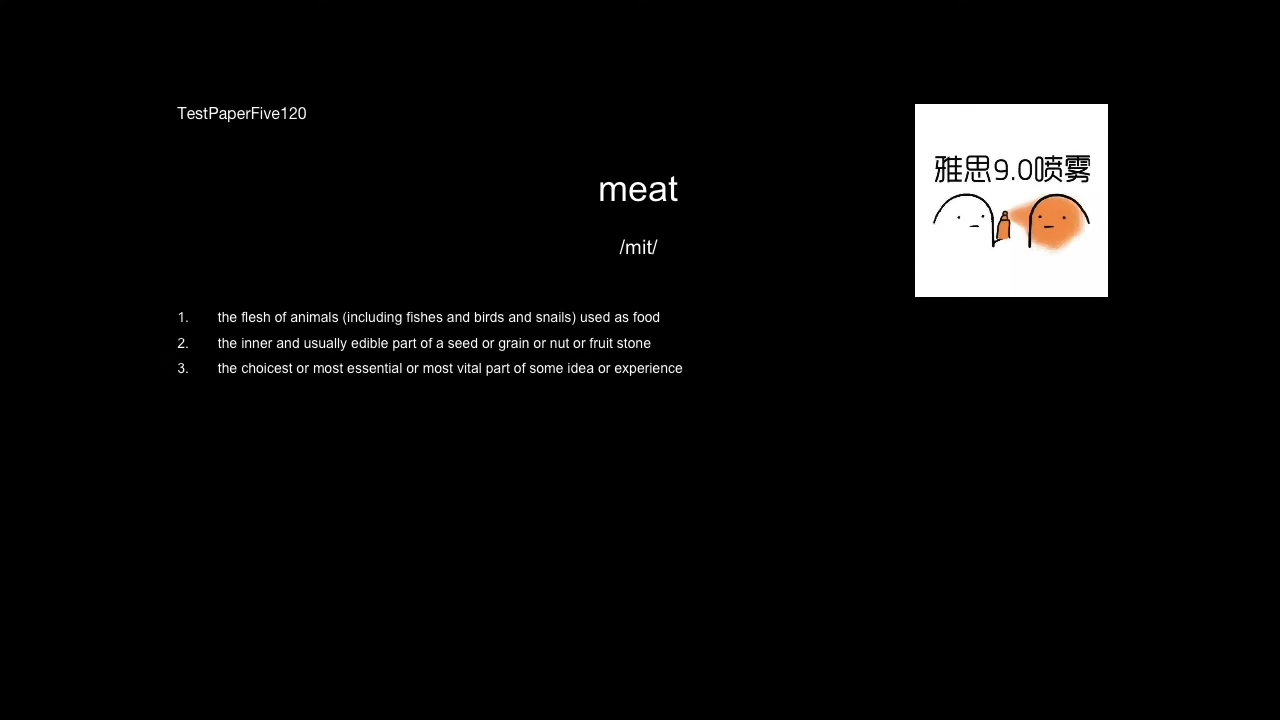 TestPaperFive120
雅思9.0喷雾
meat
/mit/
1. the flesh of animals (including fishes and birds and snails) used as food
2. the inner and usually edible part of a seed or grain or nut or fruit stone
3. the choicest or most essential or most vital part of some idea or experience